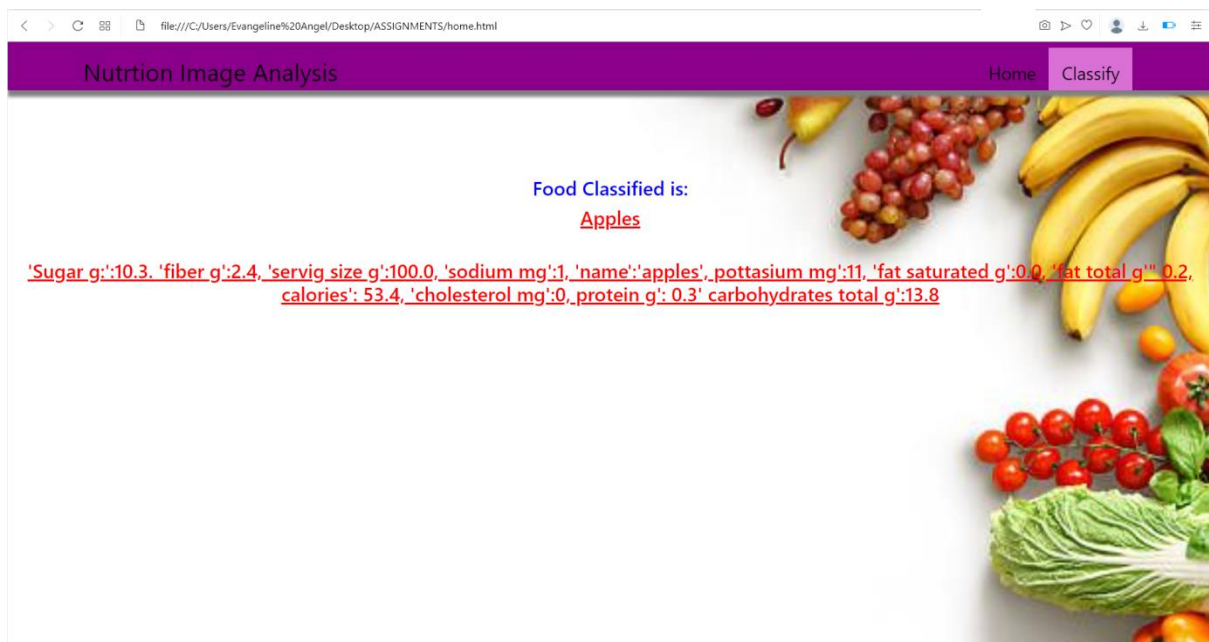 file:///C:/Users/Evangeline%20Angel/Desktop/ASSIGNMENTS/home.html
Nutrtion Image Analysis
Home
Classify
Food Classified is:
Apples
'Sugar g:':10.3. 'fiber g':2.4, 'servig size g':100.0, 'sodium mg':1, 'name':'apples', pottasium mg':11, 'fat saturated g':0.0, 'fat total g'" 0.2,
calories': 53.4, 'cholesterol mg':0, protein g': 0.3' carbohydrates total g':13.8